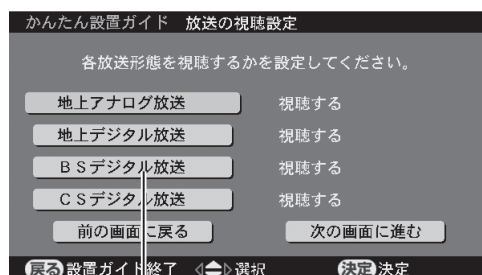 かんたん設置ガイド 放送の視聴設定
各放送形態を視聴するかを設定してください。
地上アナログ放送 視聴する
地上デジタル放送 視聴する
ＢＳデジタル放送 視聴する
ＣＳデジタル放送 視聴する
前の画面に戻る 次の画面に進む
戻る 設置ガイド終了 選択 決定 決定